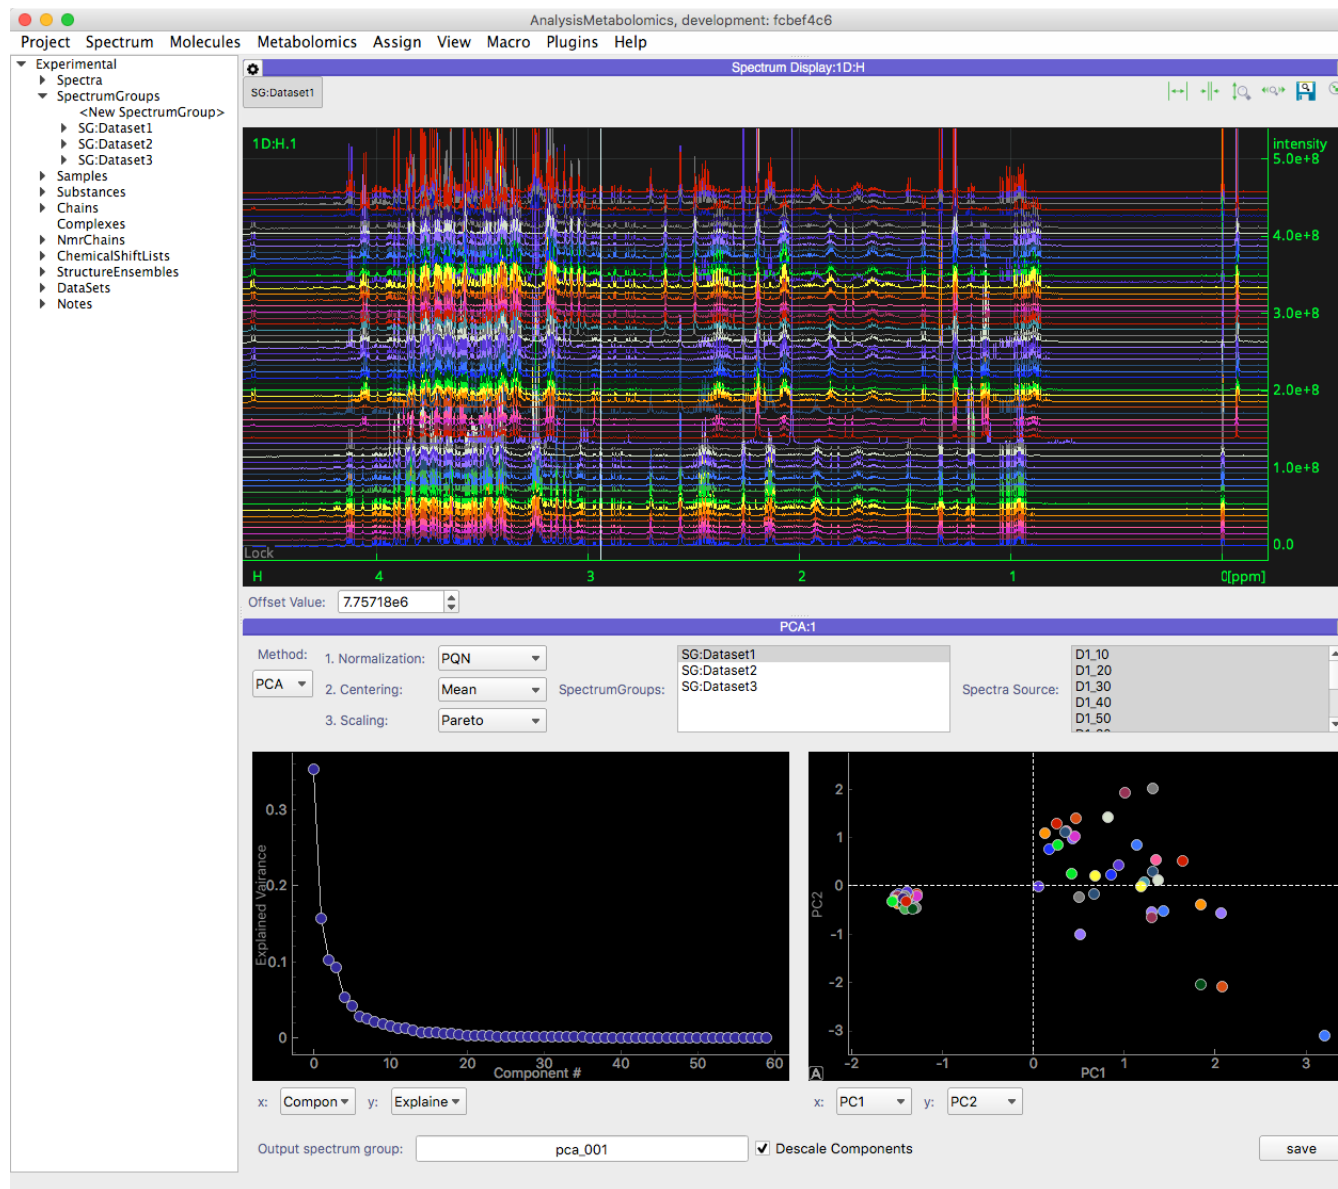 AnalysisMetabolomics, development: fcbef4c6
Project Spectrum Molecules Metabolomics Assign View Macro Plugins Help
Experimental
Spectra
SpectrumGroups
<New SpectrumGroup>
SG:Dataset1
SG:Dataset2
SG:Dataset3
Samples
Substances
Chains
Complexes
NmrChains
ChemicalShiftLists
StructureEnsembles
DataSets
Notes
Spectrum Display:1D:H
SG:Dataset1
1D:H.1
intensity
5.0e+8
4.0e+8
3.0e+8
2.0e+8
1.0e+8
0.0
Lock
H 4 3 2 1 0[ppm]
Offset Value: 7.75718e6
PCA:1
Method: PCA
1. Normalization: PQN
2. Centering: Mean
3. Scaling: Pareto
SpectrumGroups:
SG:Dataset1
SG:Dataset2
SG:Dataset3
Spectra Source:
D1_10
D1_20
D1_30
D1_40
D1_50
Explained Vairance
0.3
0.2
0.1
0
0 10 20 30 40 50 60
Component #
x: Compon y: Explaine
PC2
2
1
0
-1
-2
-3
A
-2 -1 0 1 2 3
PC1
x: PC1 y: PC2
Output spectrum group: pca_001 Descale Components save